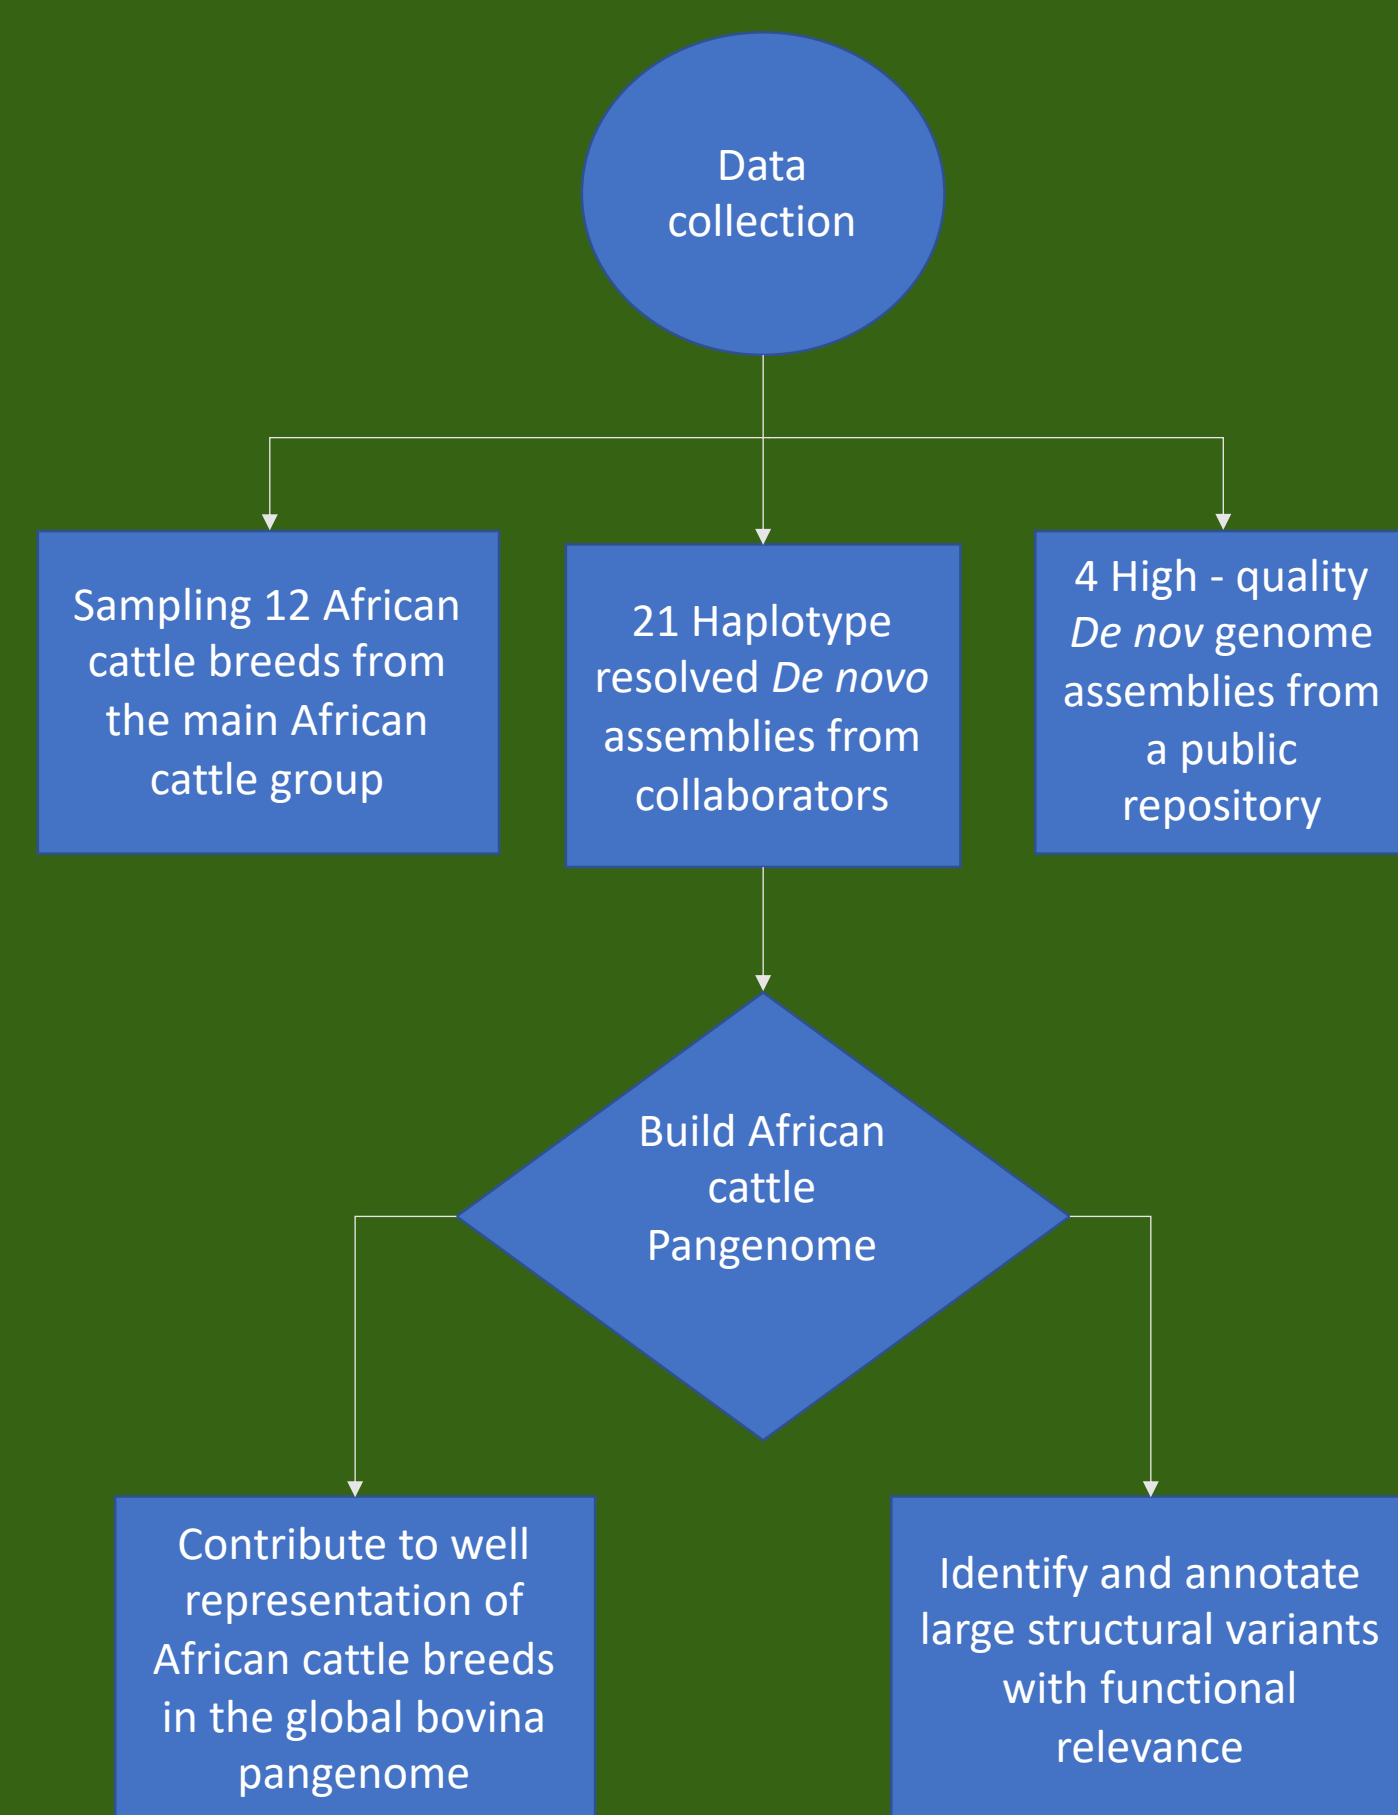 Data
collection
Sampling 12 African
cattle breeds from
the main African
cattle group
21 Haplotype
resolved De novo
assemblies from
collaborators
4 High - quality
De nov genome
assemblies from
a public
repository
Build African
cattle
Pangenome
Contribute to well
representation of
African cattle breeds
in the global bovina
pangenome
Identify and annotate
large structural variants
with functional
relevance